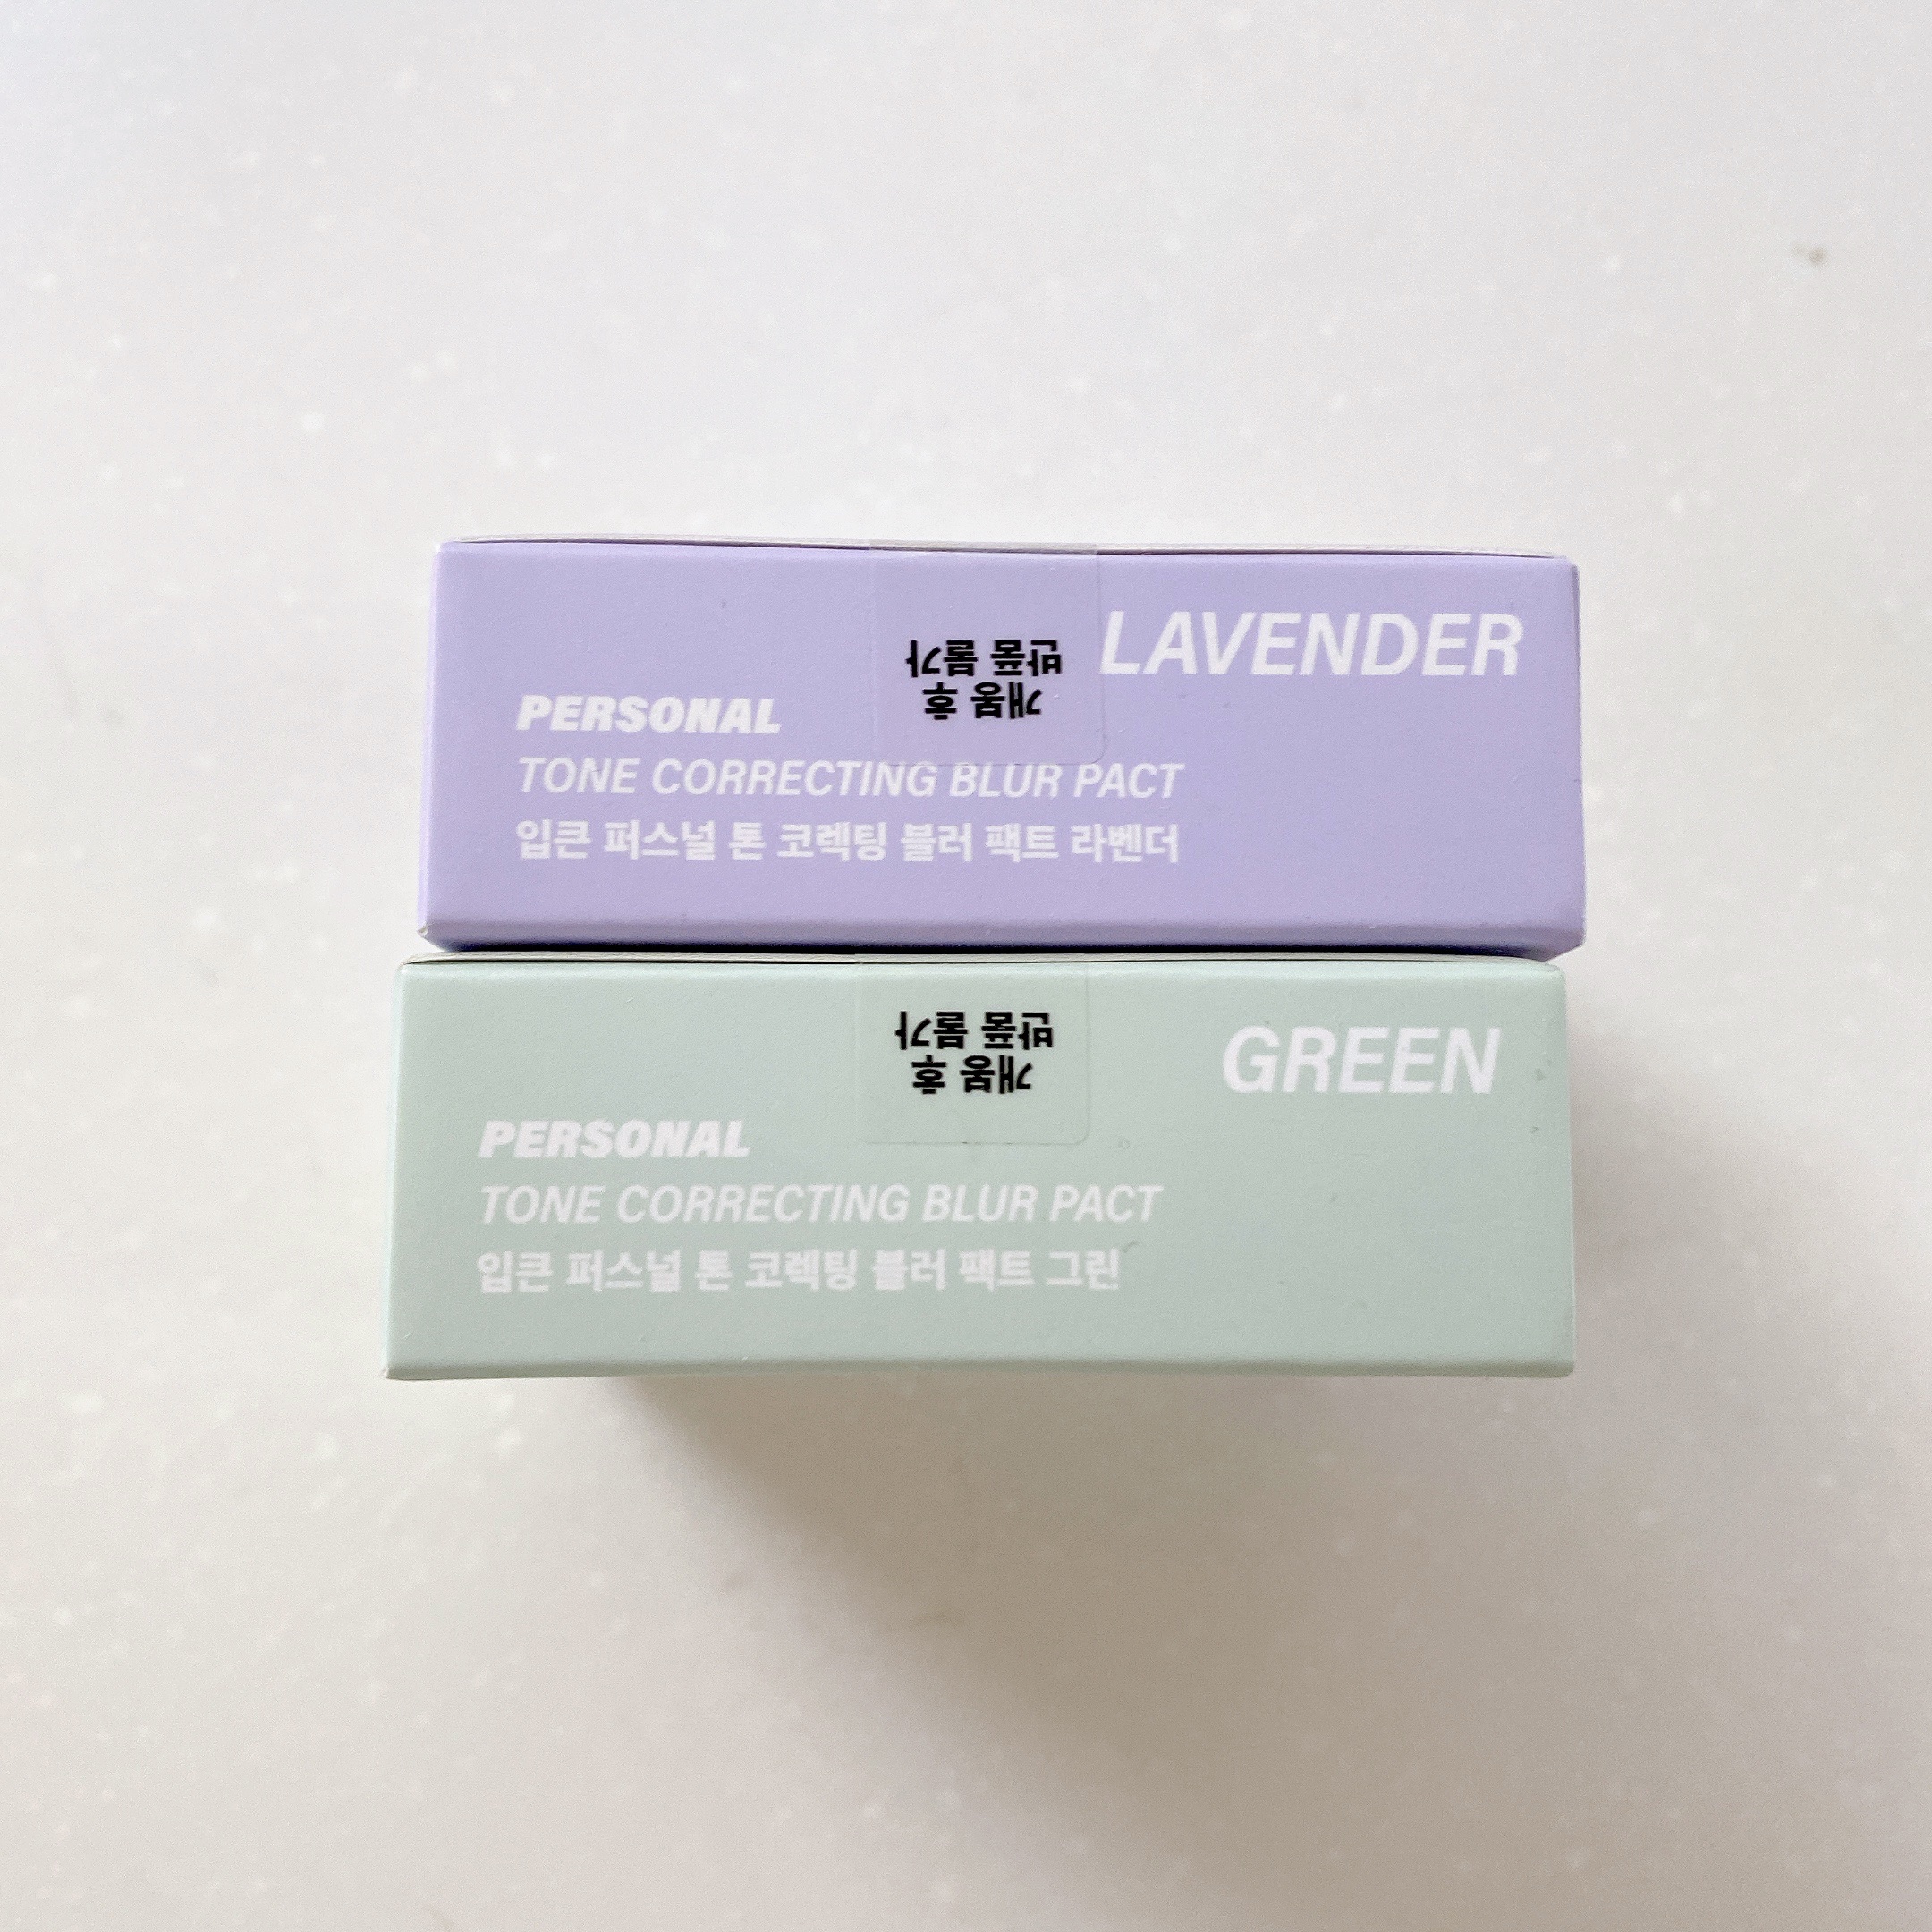 LAVENDER
개봉 후
반품 불가
PERSONAL
TONE CORRECTING BLUR PACT
입큰 퍼스널 톤 코렉팅 블러 팩트 라벤더
GREEN
개봉 후
반품 불가
PERSONAL
TONE CORRECTING BLUR PACT
입큰 퍼스널 톤 코렉팅 블러 팩트 그린